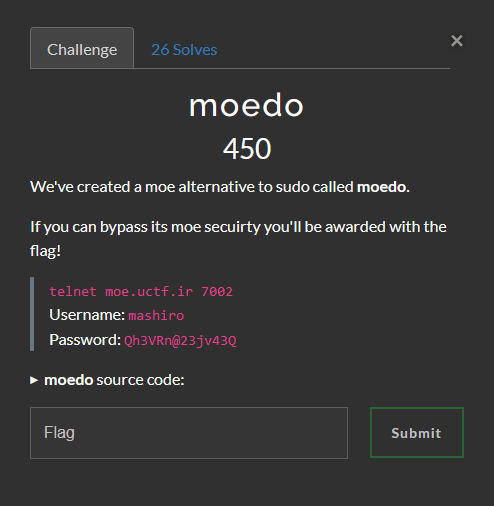 Challenge
26 Solves
×
moedo
450
We've created a moe alternative to sudo called moedo.
If you can bypass its moe secuirty you'll be awarded with the
flag!
telnet moe.uctf.ir 7002
Username: mashiro
Password: Qh3VRn@23jv43Q
▸ moedo source code:
Flag
Submit